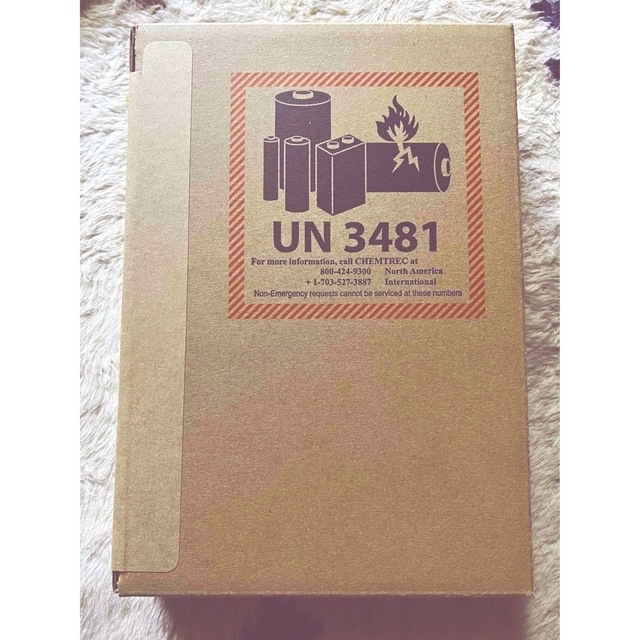 UN 3481
For more information, call CHEMTREC at
800-424-9300 North America
+1-703-527-3887 International
Non-Emergency requests cannot be serviced at these numbers